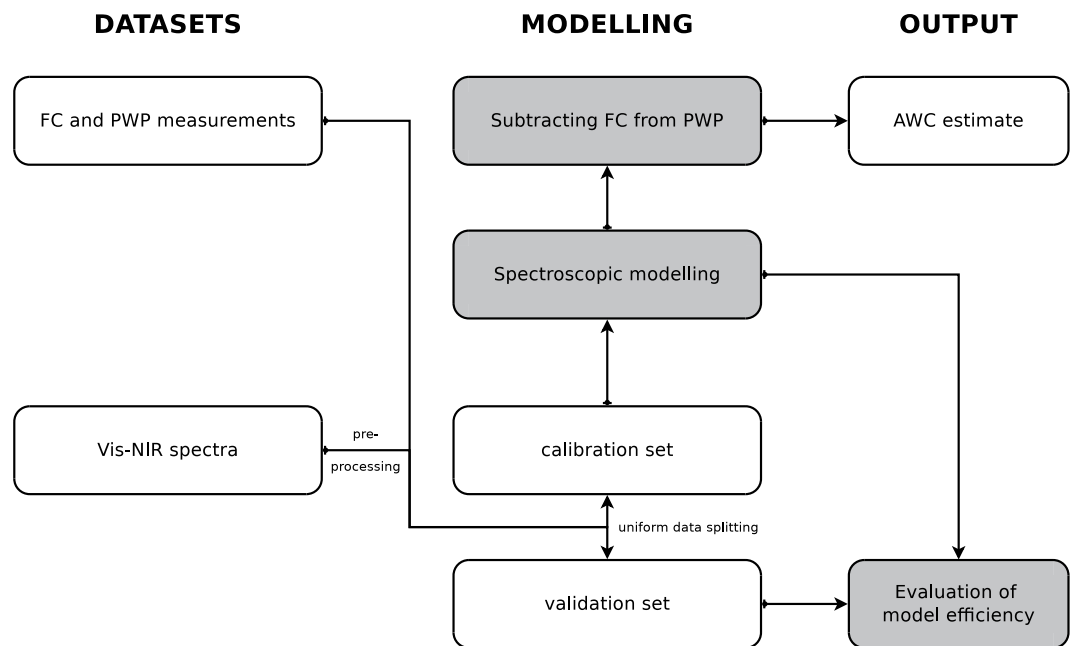 DATASETS
MODELLING
OUTPUT
FC and PWP measurements
Subtracting FC from PWP
AWC estimate
Spectroscopic modelling
Vis-NIR spectra
pre-
processing
calibration set
uniform data splitting
validation set
Evaluation of
model efficiency